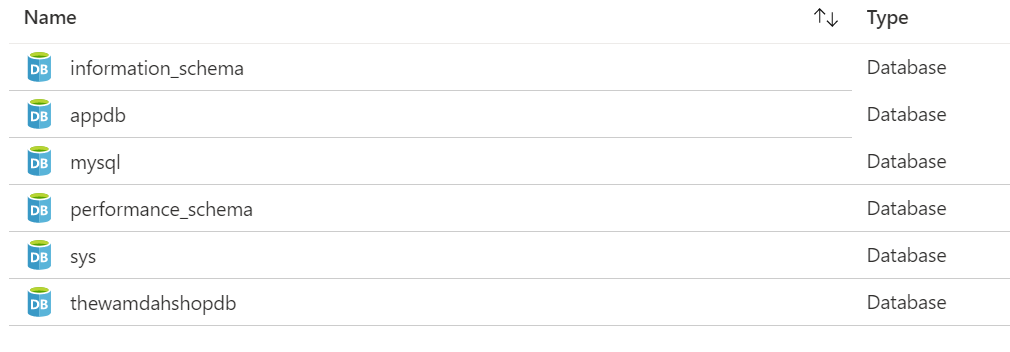 Name Type
DB information_schema Database
DB appdb Database
DB mysql Database
DB performance_schema Database
DB sys Database
DB thewamdahshopdb Database